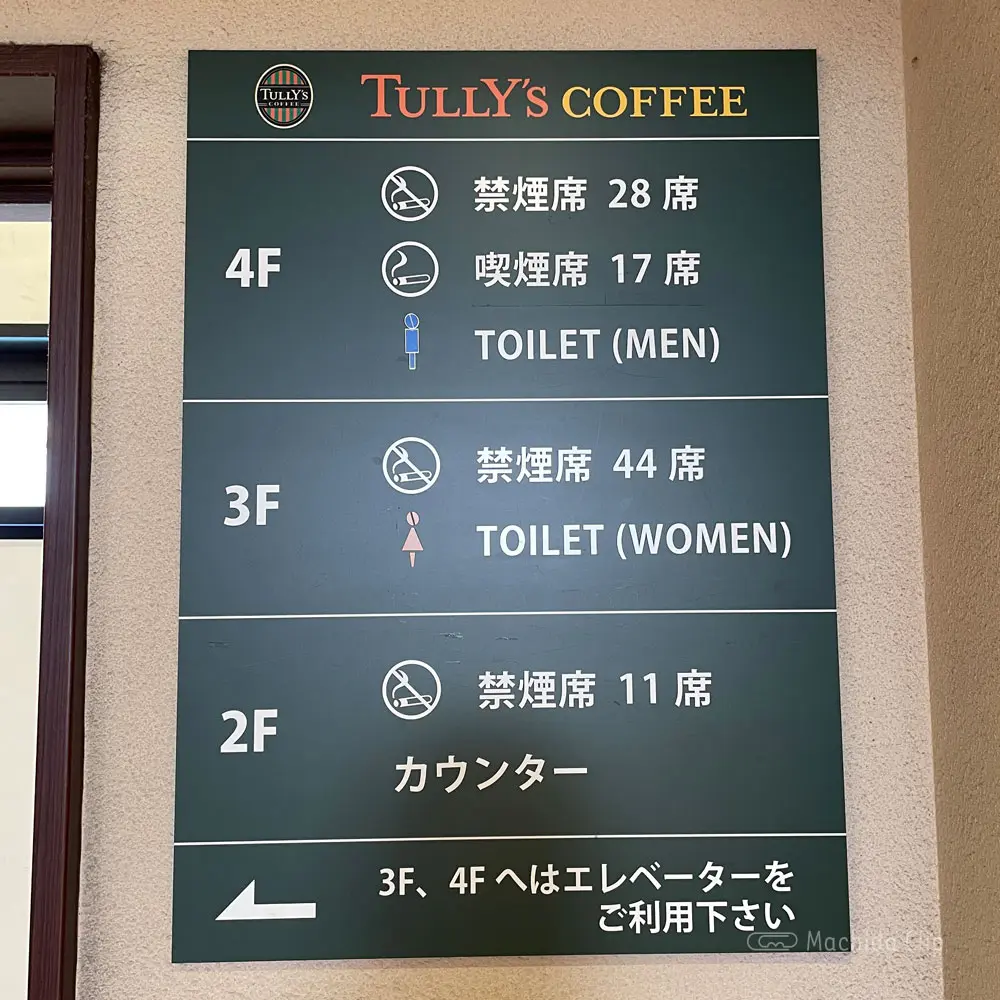 TULLY'S
COFFEE
TULLY'S COFFEE
4F
禁煙席 28 席
喫煙席 17 席
TOILET (MEN)
3F
禁煙席 44 席
TOILET (WOMEN)
2F
禁煙席 11 席
カウンター
3F、4F へはエレベーターを
ご利用下さい
Machida Clip